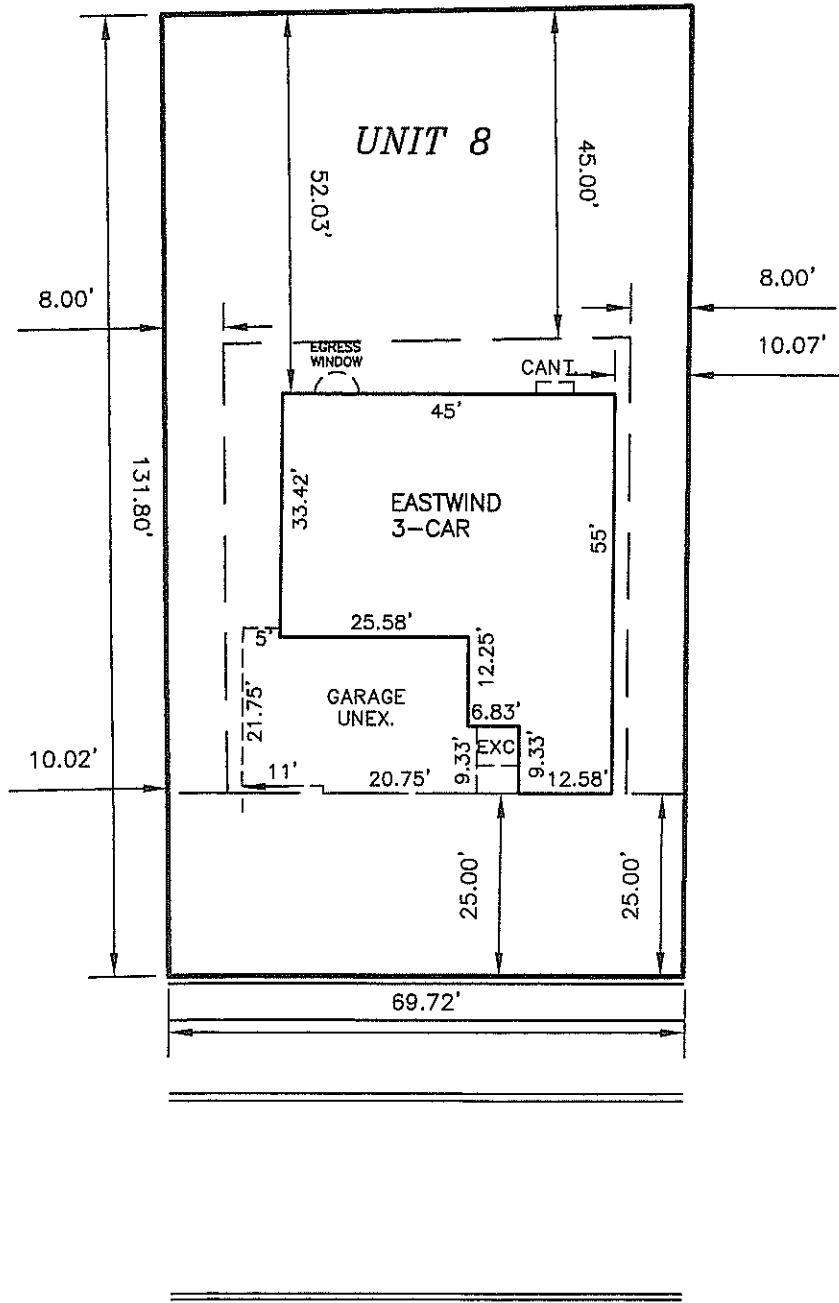 UNIT 8
52.03'
45.00'
8.00'
8.00'
10.07'
EGRESS
WINDOW
CANT.
45'
131.80'
33.42'
EASTWIND
3-CAR
55'
25.58'
5'
12.25'
21.75'
GARAGE
UNEX.
6.83'
9.33'
EXC
9.33'
10.02'
11'
20.75'
12.58'
25.00'
25.00'
69.72'